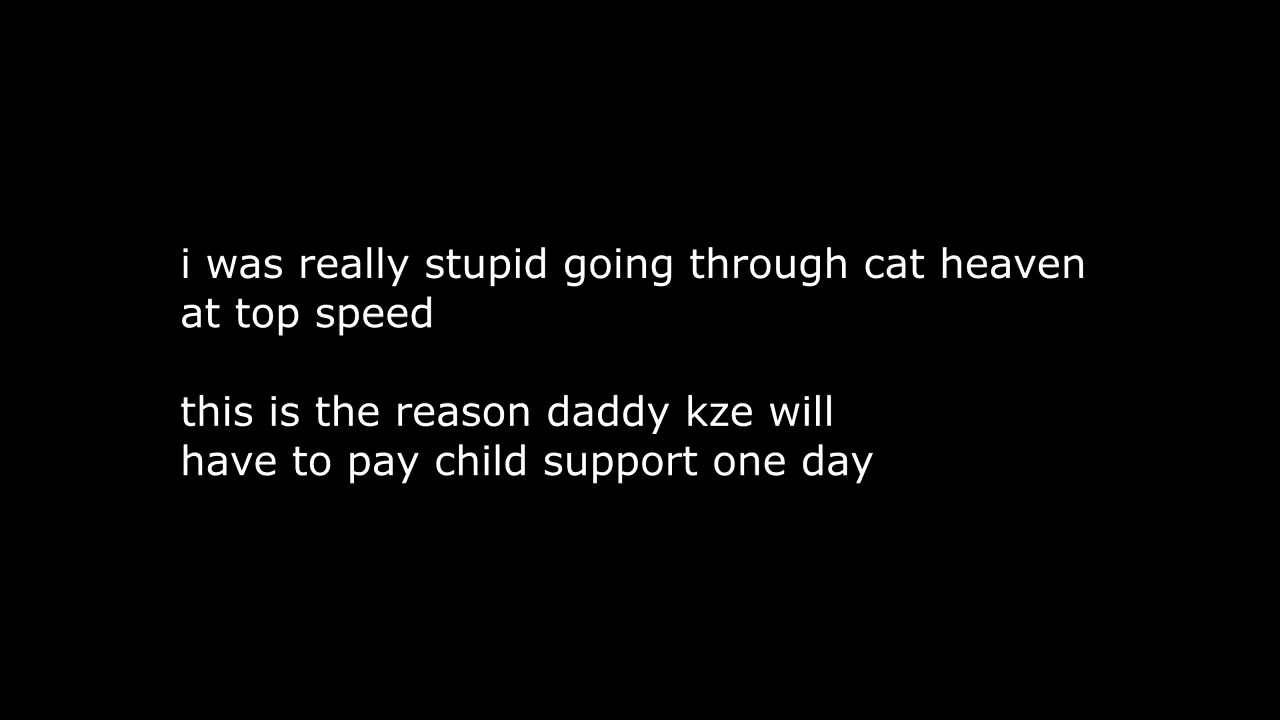 i was really stupid going through cat heaven
at top speed
this is the reason daddy kze will
have to pay child support one day